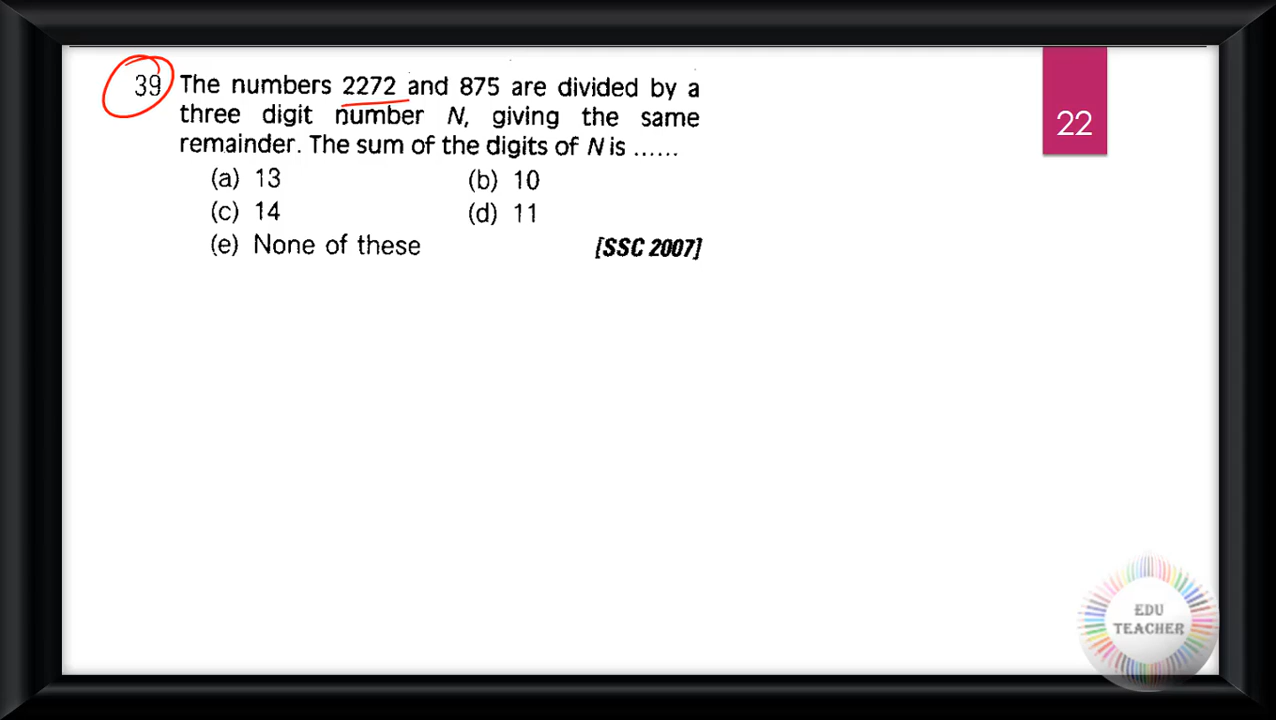 39 The numbers 2272 and 875 are divided by a
three digit number N, giving the same
remainder. The sum of the digits of N is ......
(a) 13 (b) 10
(c) 14 (d) 11
(e) None of these [SSC 2007]
22
EDU
TEACHER